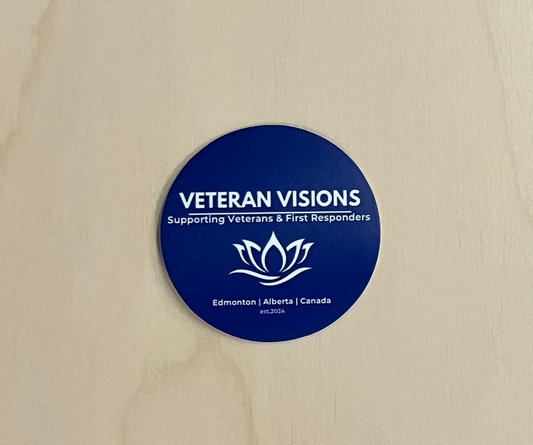 VETERAN VISIONS
Supporting Veterans & First Responders
Edmonton | Alberta | Canada
est.2024